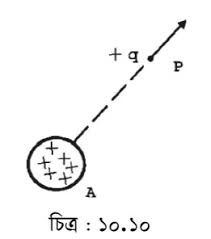 + q
P
+ + + + + +
A
চিত্র : ১০.১০